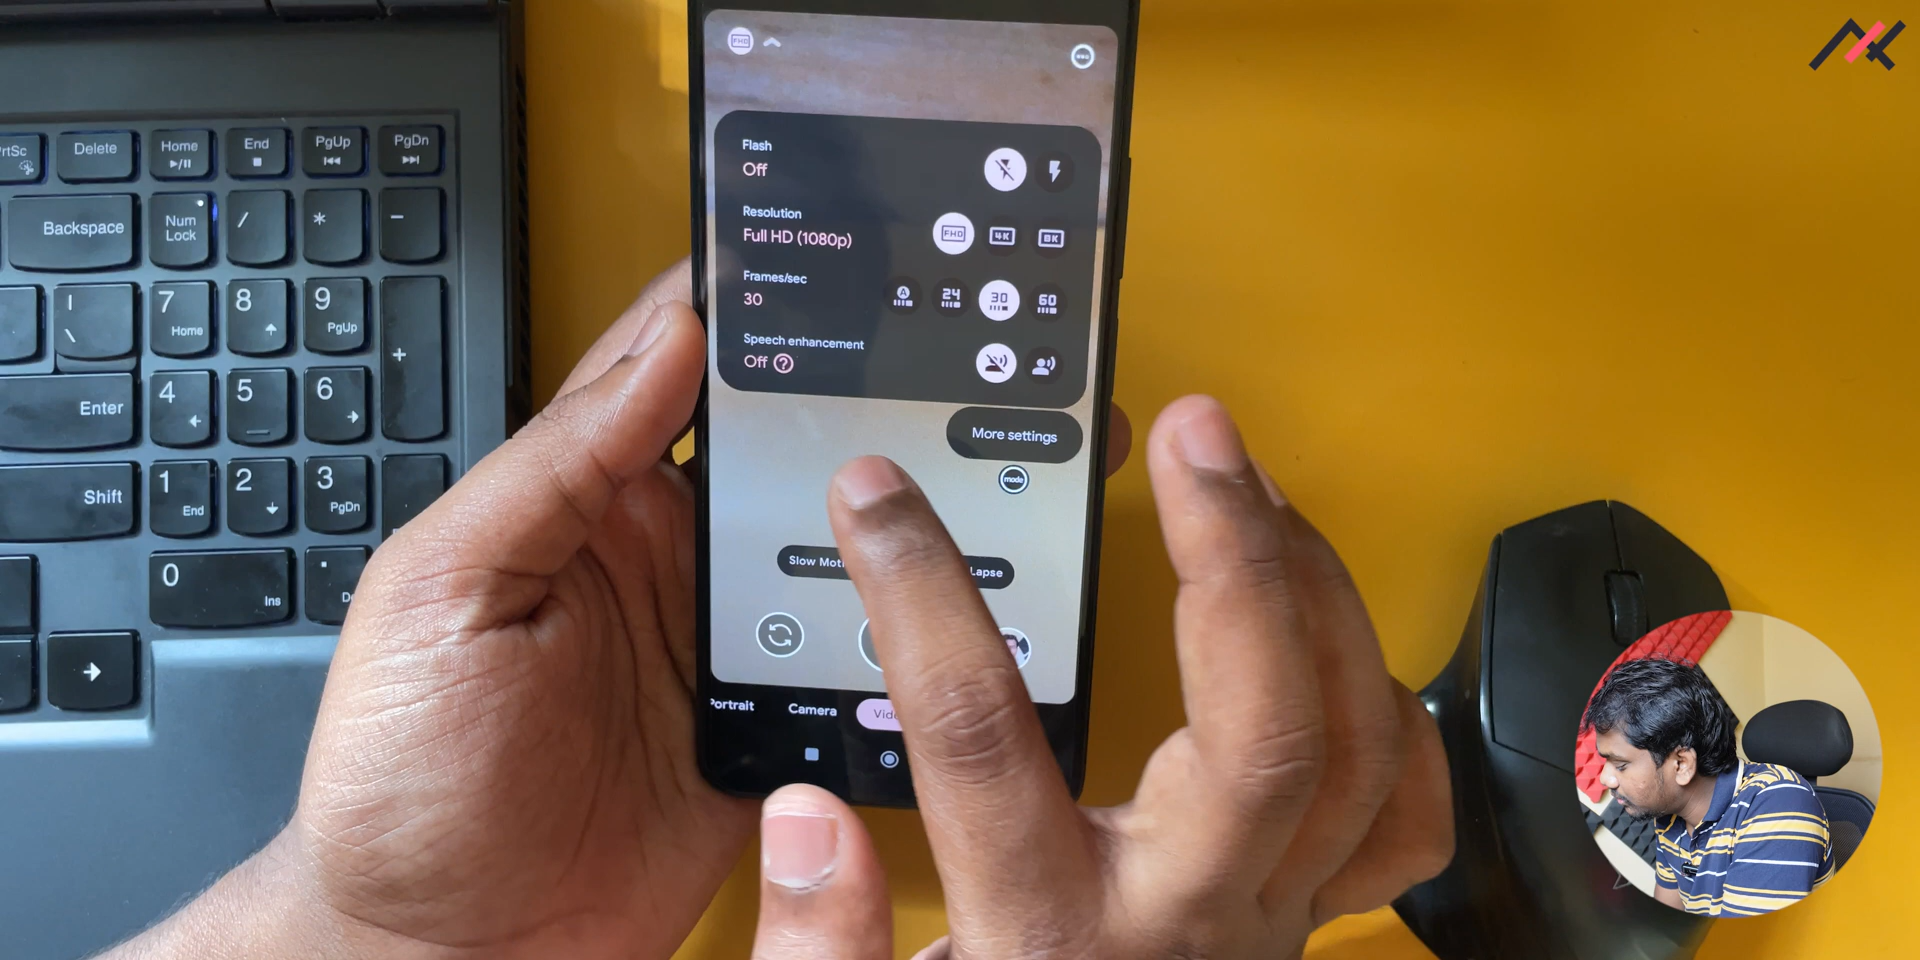 Delete
Home
End
PgUp
PgDn
Backspace
Num
Lock
/
*
-
7
Home
8
9
PgUp
+
|
\
Enter
4
5
6
Shift
1
End
2
3
PgDn
0
Ins
.
FHD
Flash
Off
Resolution
Full HD (1080p)
FHD
4K
8K
Frames/sec
30
A
24
30
60
Speech enhancement
Off ?
More settings
mode
Slow Moti
Lapse
Portrait
Camera
Vide